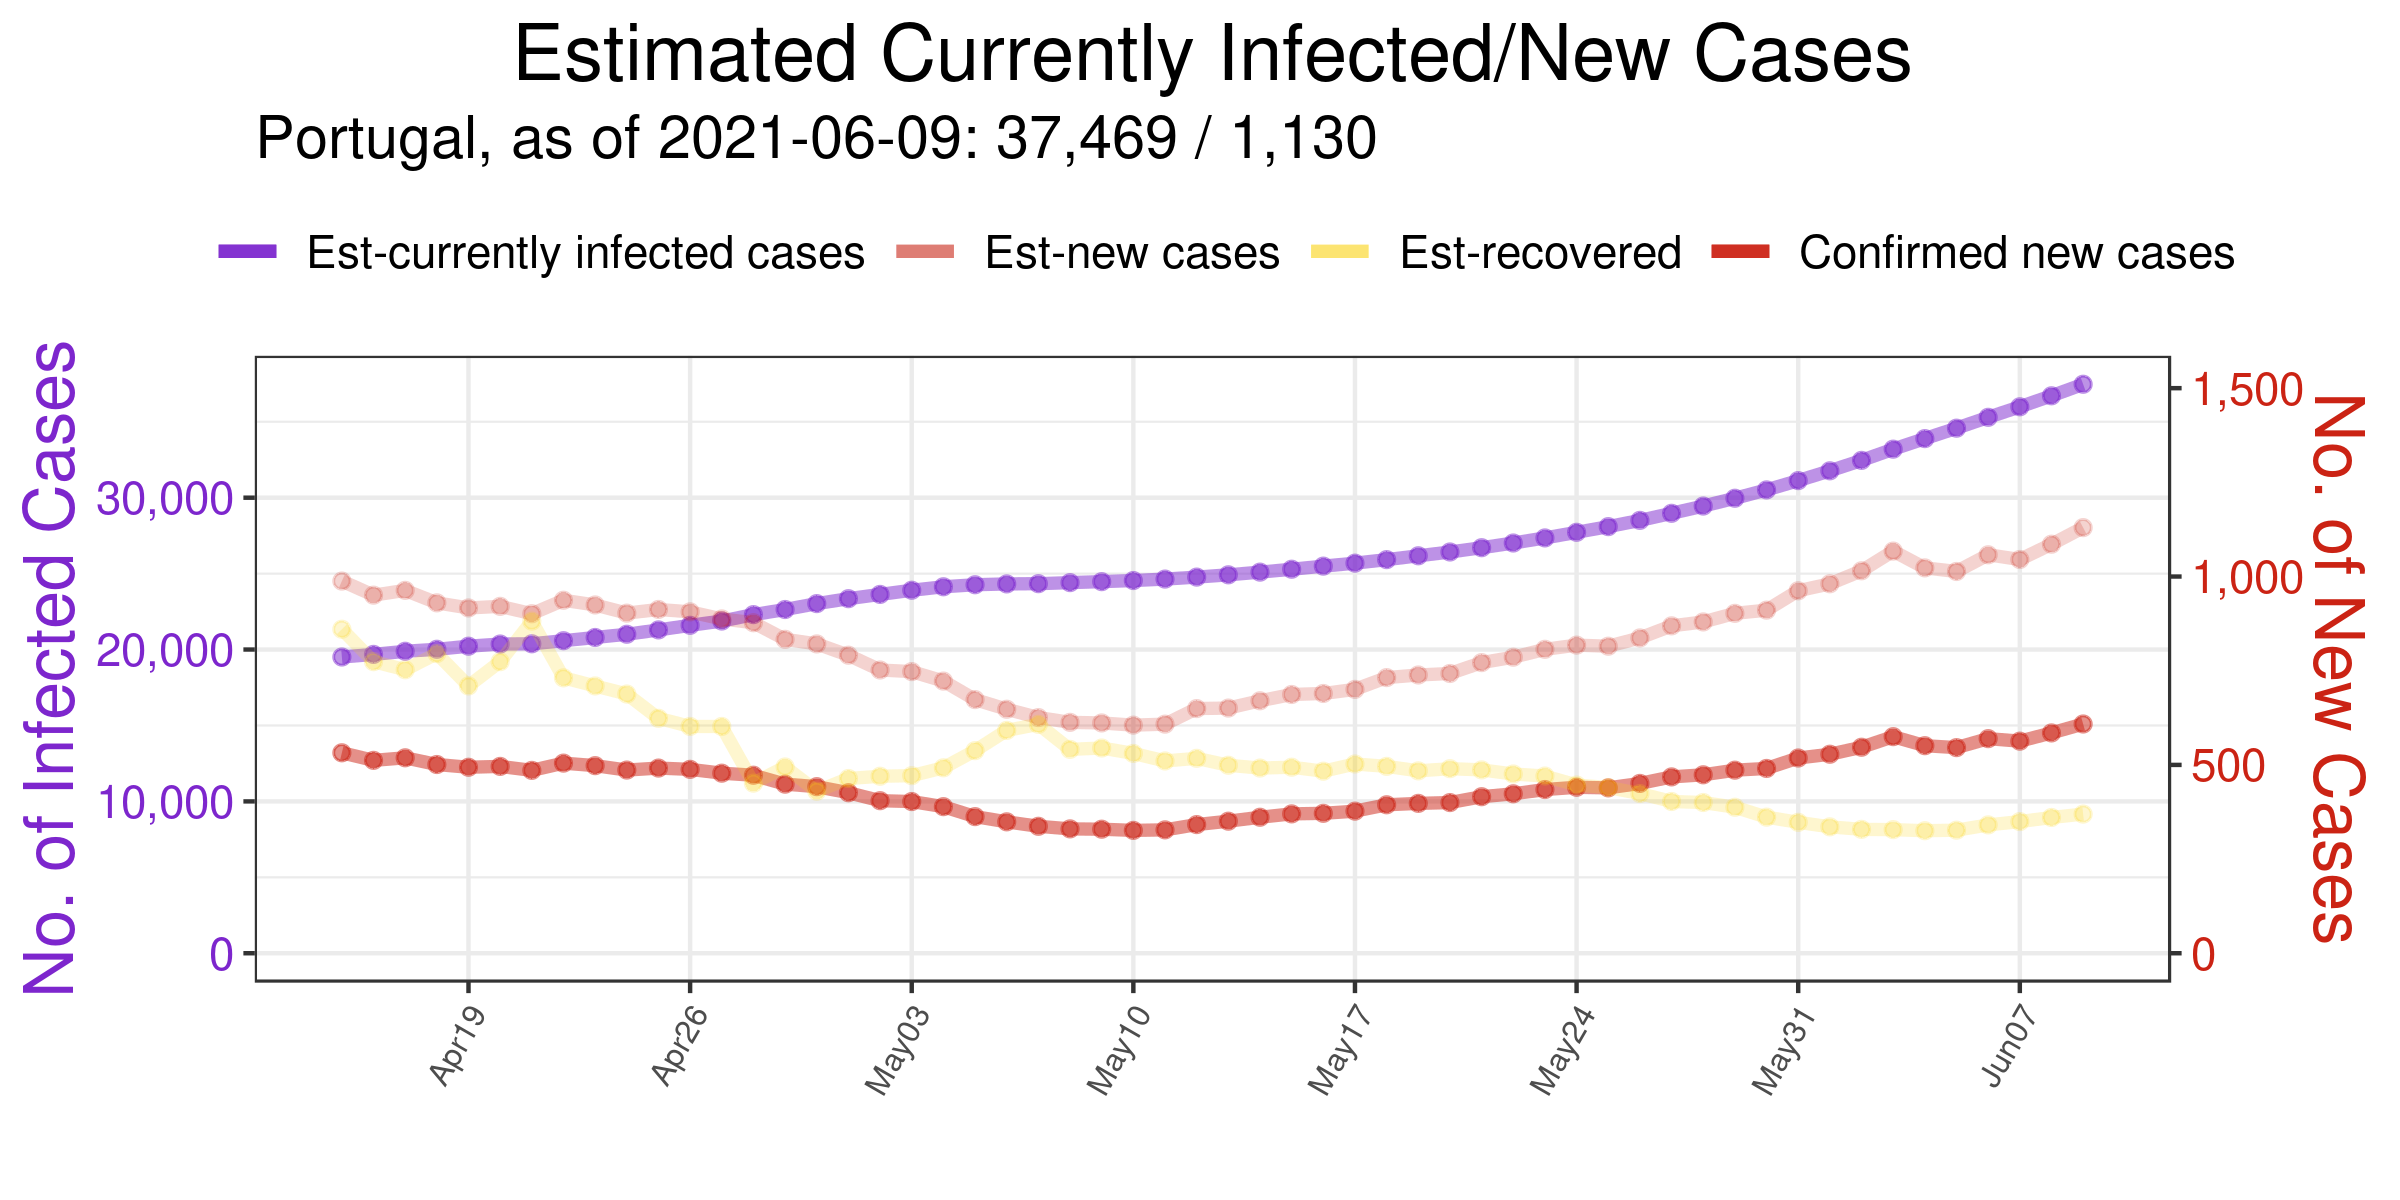 Estimated Currently Infected/New Cases
Portugal, as of 2021-06-09: 37,469 / 1,130
Est-currently infected cases Est-new cases Est-recovered Confirmed new cases
No. of Infected Cases
30,000
20,000
10,000
0
1,500
1,000
500
0
No. of New Cases
Apr19 Apr26 May03 May10 May17 May24 May31 Jun07